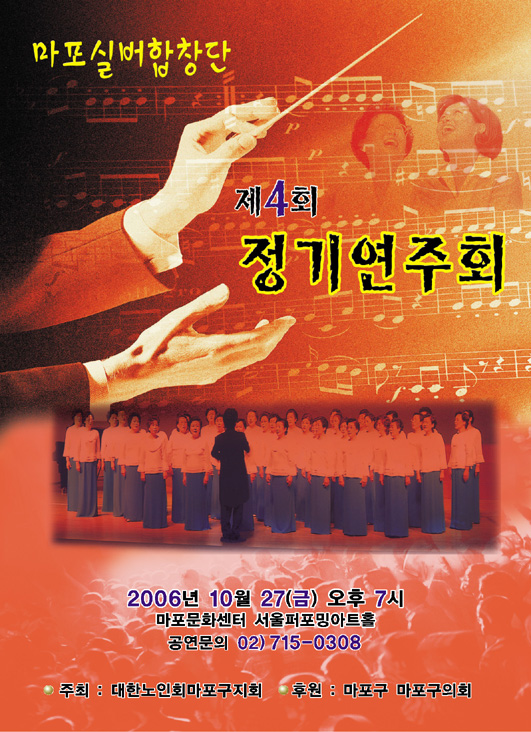 마포실버합창단
제4회
정기연주회
2006년 10월 27(금) 오후 7시
마포문화센터 서울퍼포밍아트홀
공연문의 02)715-0308
주최 : 대한노인회마포구지회 후원 : 마포구 마포구의회